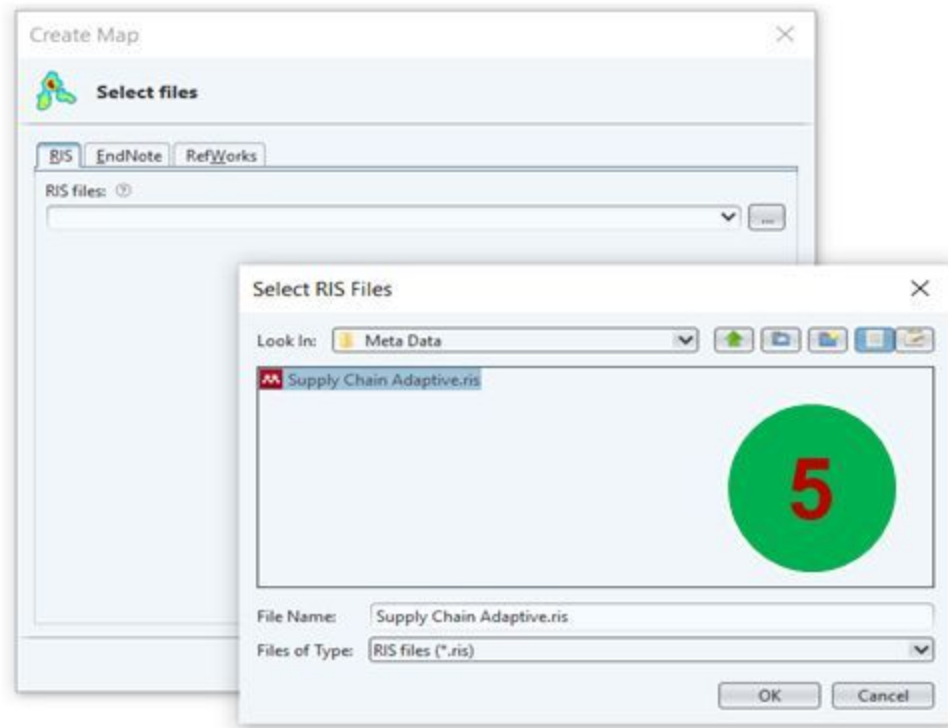 Create Map
Select files
RIS EndNote RefWorks
RIS files:
...
Select RIS Files
Look In: Meta Data
Supply Chain Adaptive.ris
5
File Name: Supply Chain Adaptive.ris
Files of Type: RIS files (*.ris)
OK Cancel